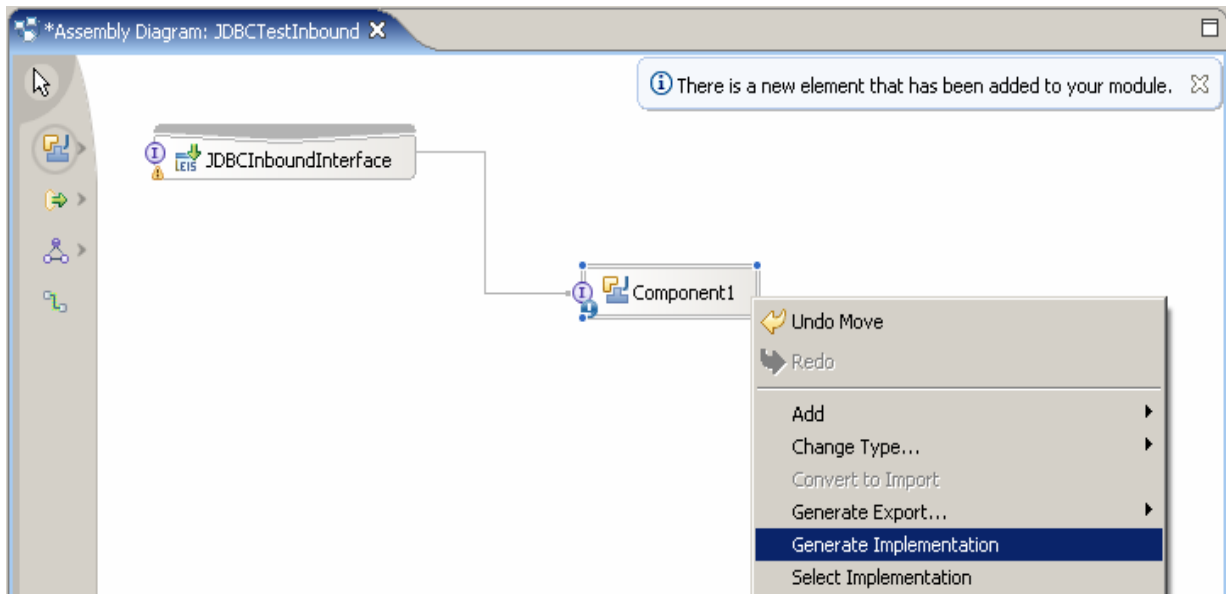 *Assembly Diagram: JDBCTestInbound
There is a new element that has been added to your module.
I
EIS
JDBCInboundInterface
I
Component1
Undo Move
Redo
Add
Change Type...
Convert to Import
Generate Export...
Generate Implementation
Select Implementation